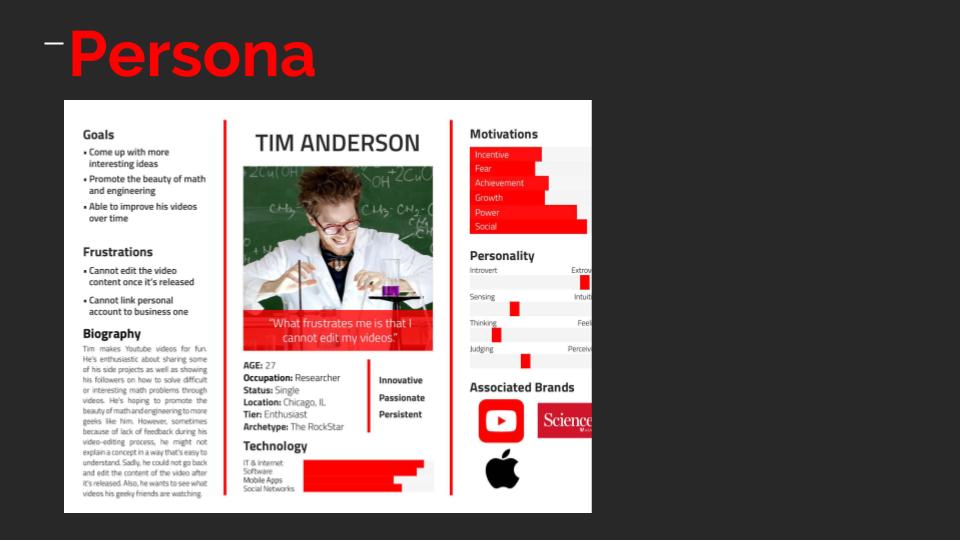 Persona
Goals
• Come up with more
interesting ideas
• Promote the beauty of math
and engineering
• Able to improve his videos
over time
Frustrations
• Cannot edit the video
content once it's released
• Cannot link personal
account to business one
Biography
Tim makes Youtube videos for fun.
He's enthusiastic about sharing some
of his side projects as well as showing
his followers on how to solve difficult
or interesting math problems through
videos. He's hoping to promote the
beauty of math and engineering to more
geeks like him. However, sometimes
because of lack of feedback during his
video-editing process, he might not
explain a concept in a way that's easy to
understand. Sadly, he could not go back
and edit the content of the video after
it's released. Also, he wants to see what
videos his geeky friends are watching.
TIM ANDERSON
"What frustrates me is that I
cannot edit my videos."
AGE: 27
Occupation: Researcher
Status: Single
Location: Chicago, IL
Tier: Enthusiast
Archetype: The RockStar
Innovative
Passionate
Persistent
Technology
IT & Internet
Software
Mobile Apps
Social Networks
Motivations
Incentive
Fear
Achievement
Growth
Power
Social
Personality
Introvert Extrov
Sensing Intuiti
Thinking Feeli
Judging Perceivi
Associated Brands
Science